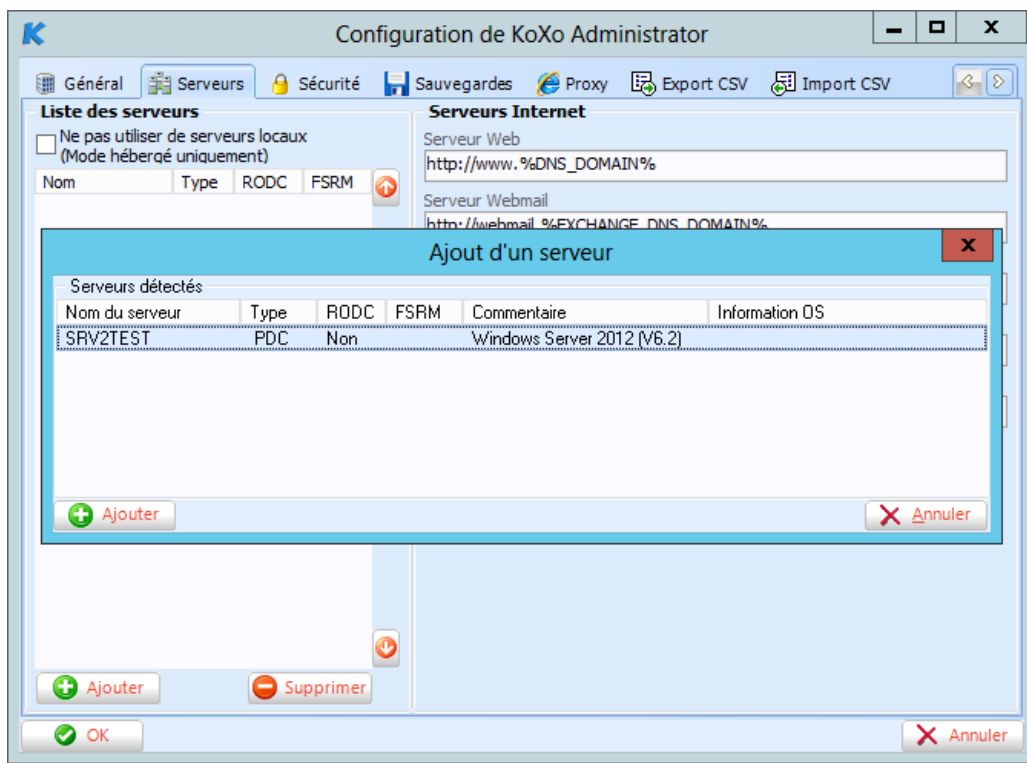 Configuration de KoXo Administrator
Général Serveurs Sécurité Sauvegardes Proxy Export CSV Import CSV
Liste des serveurs
Ne pas utiliser de serveurs locaux
(Mode hébergé uniquement)
Nom Type RODC FSRM
Serveurs Internet
Serveur Web
http://www.%DNS_DOMAIN%
Serveur Webmail
http://webmail.%EXCHANGE_DNS_DOMAIN%
Ajout d'un serveur
Serveurs détectés
Nom du serveur Type RODC FSRM Commentaire Information OS
SRV2TEST PDC Non Windows Server 2012 (V6.2)
Ajouter Annuler
Ajouter Supprimer
OK Annuler